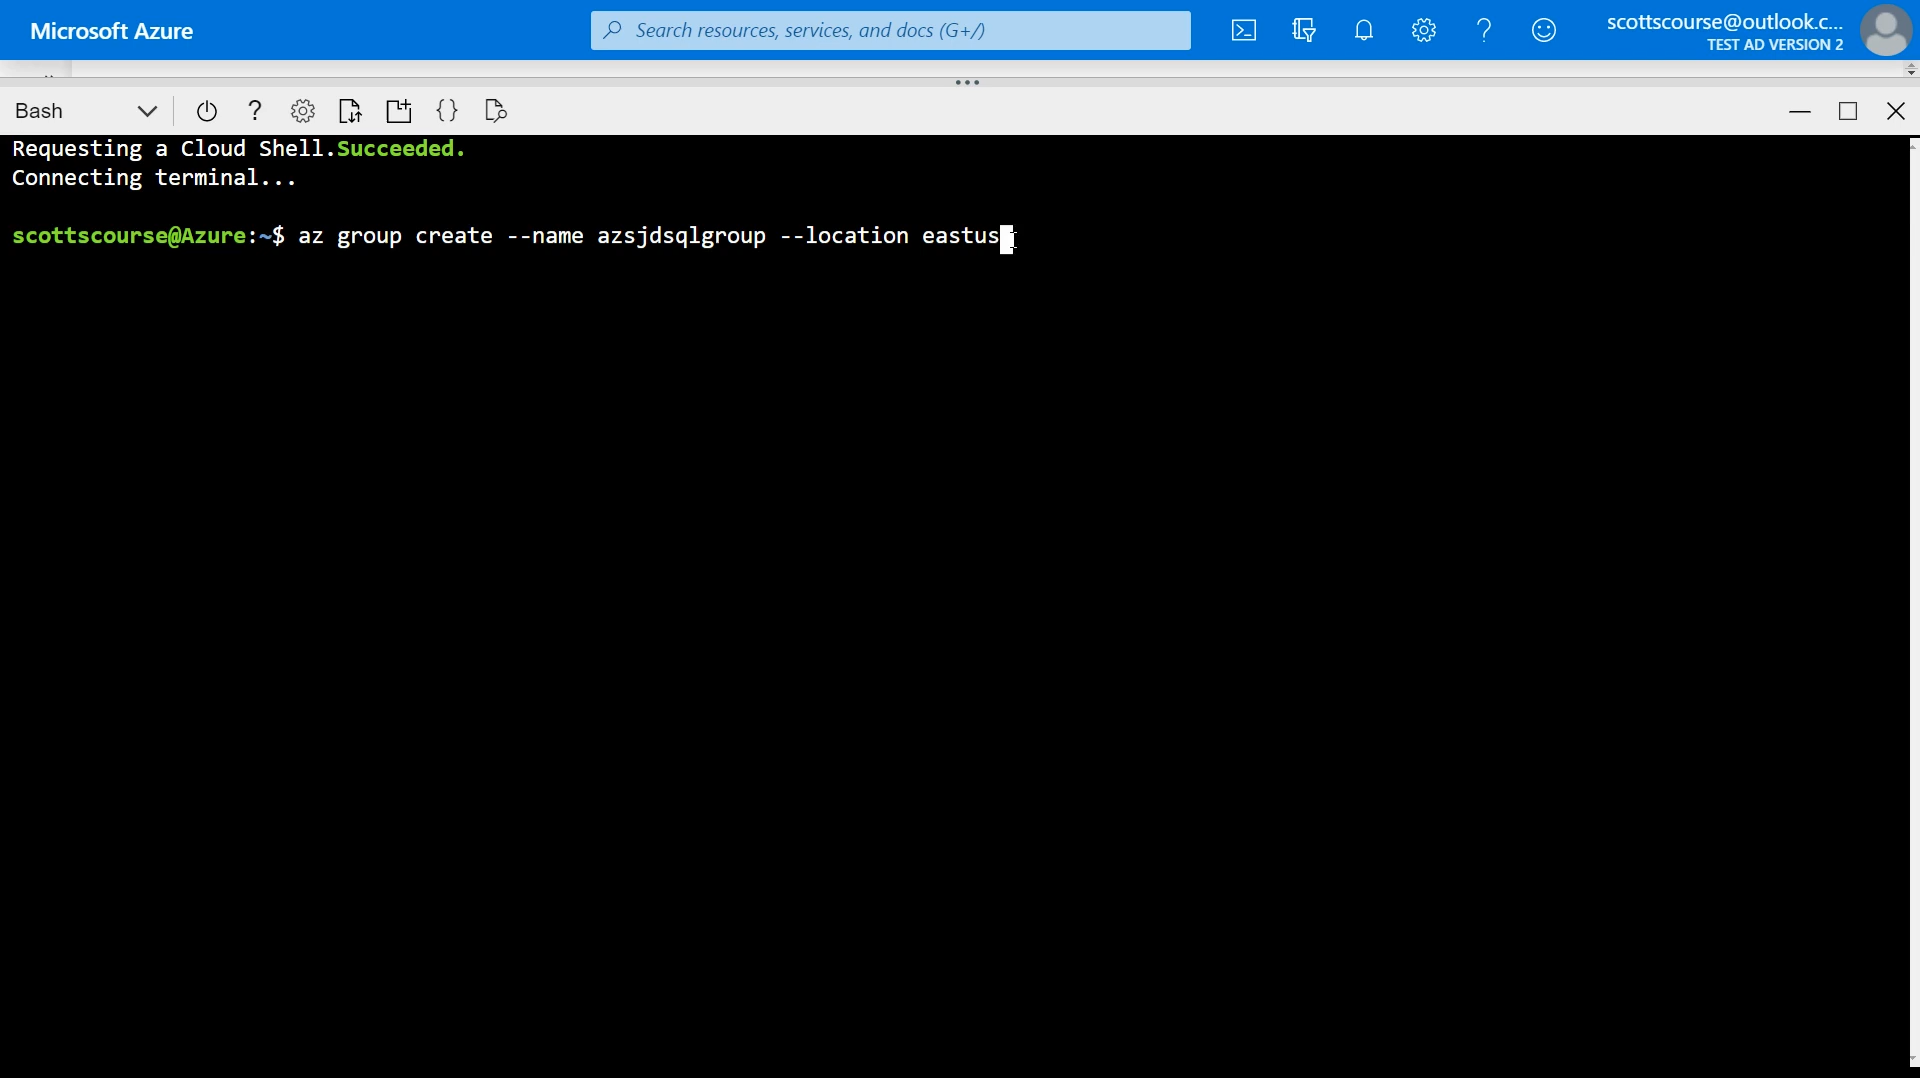 Microsoft Azure
Search resources, services, and docs (G+/)
scottscourse@outlook.c...
TEST AD VERSION 2
Bash
Requesting a Cloud Shell.Succeeded.
Connecting terminal...
scottscourse@Azure:~$ az group create --name azsjdsqlgroup --location eastus